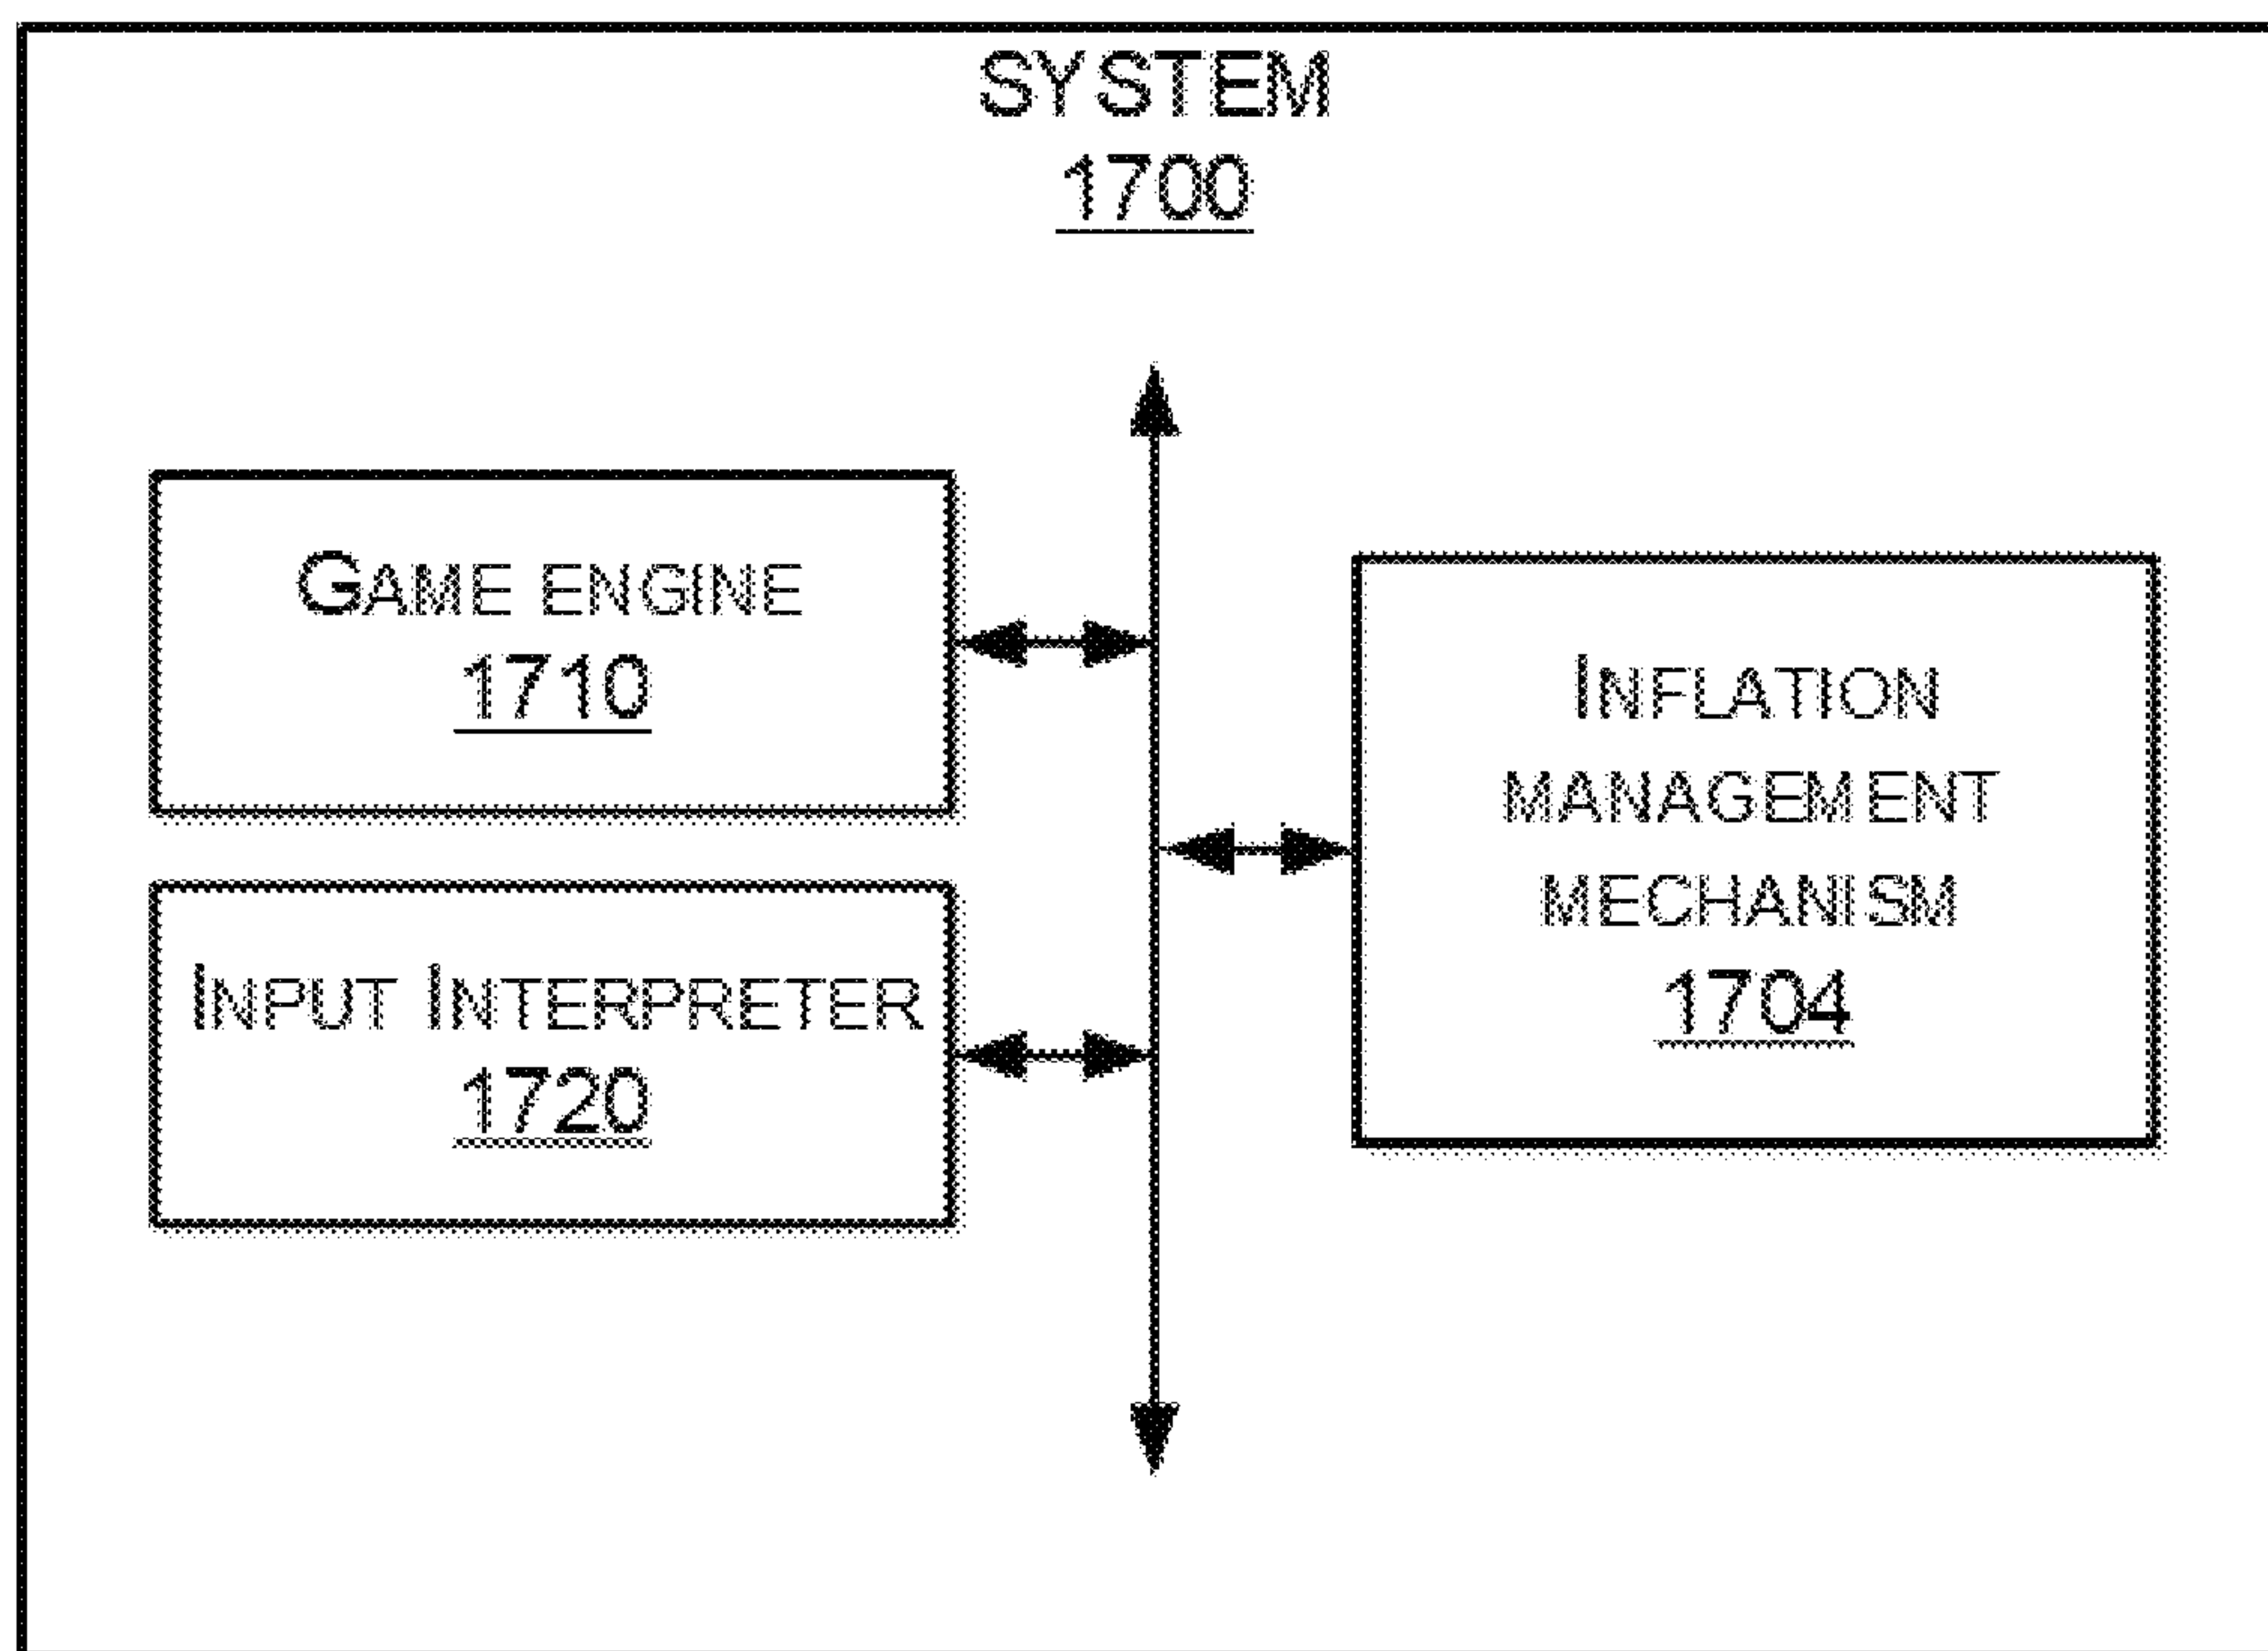 SYSTEM
1700
GAME ENGINE
1710
INPUT INTERPRETER
1720
INFLATION
MANAGEMENT
MECHANISM
1704